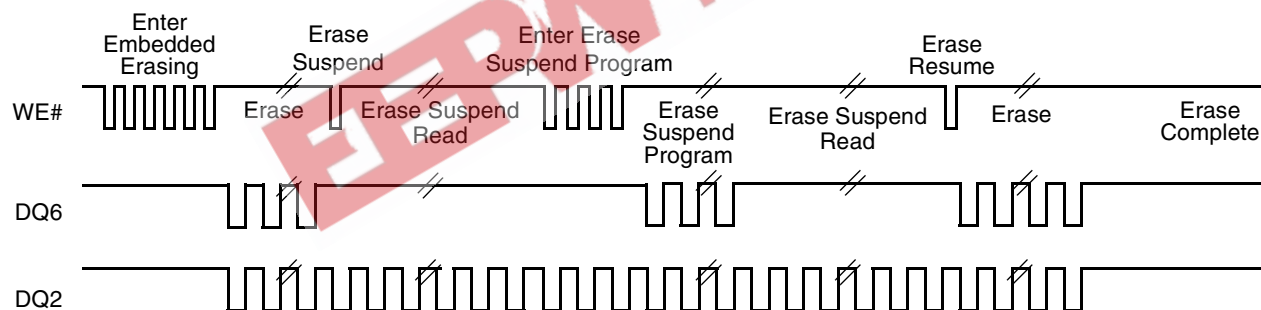 Enter
Embedded
Erasing
Erase
Suspend
Enter Erase
Suspend Program
Erase
Resume
WE#
Erase
Erase Suspend
Read
Erase
Suspend
Program
Erase Suspend
Read
Erase
Erase
Complete
DQ6
DQ2